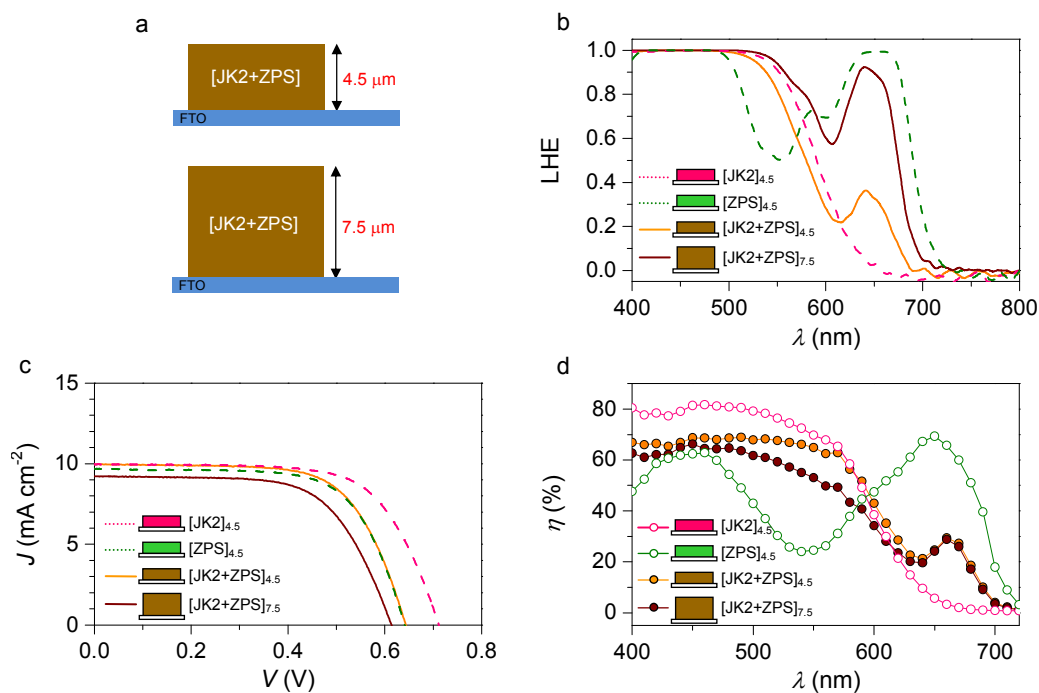 a
[JK2+ZPS]
4.5 µm
FTO
[JK2+ZPS]
7.5 µm
FTO
b
1.0
0.8
0.6
0.4
0.2
0.0
LHE
[JK2]4.5
[ZPS]4.5
[JK2+ZPS]4.5
[JK2+ZPS]7.5
400 500 600 700 800
λ (nm)
c
15
10
5
0
J (mA cm⁻²)
[JK2]4.5
[ZPS]4.5
[JK2+ZPS]4.5
[JK2+ZPS]7.5
0.0 0.2 0.4 0.6 0.8
V (V)
d
80
60
40
20
0
η (%)
[JK2]4.5
[ZPS]4.5
[JK2+ZPS]4.5
[JK2+ZPS]7.5
400 500 600 700
λ (nm)